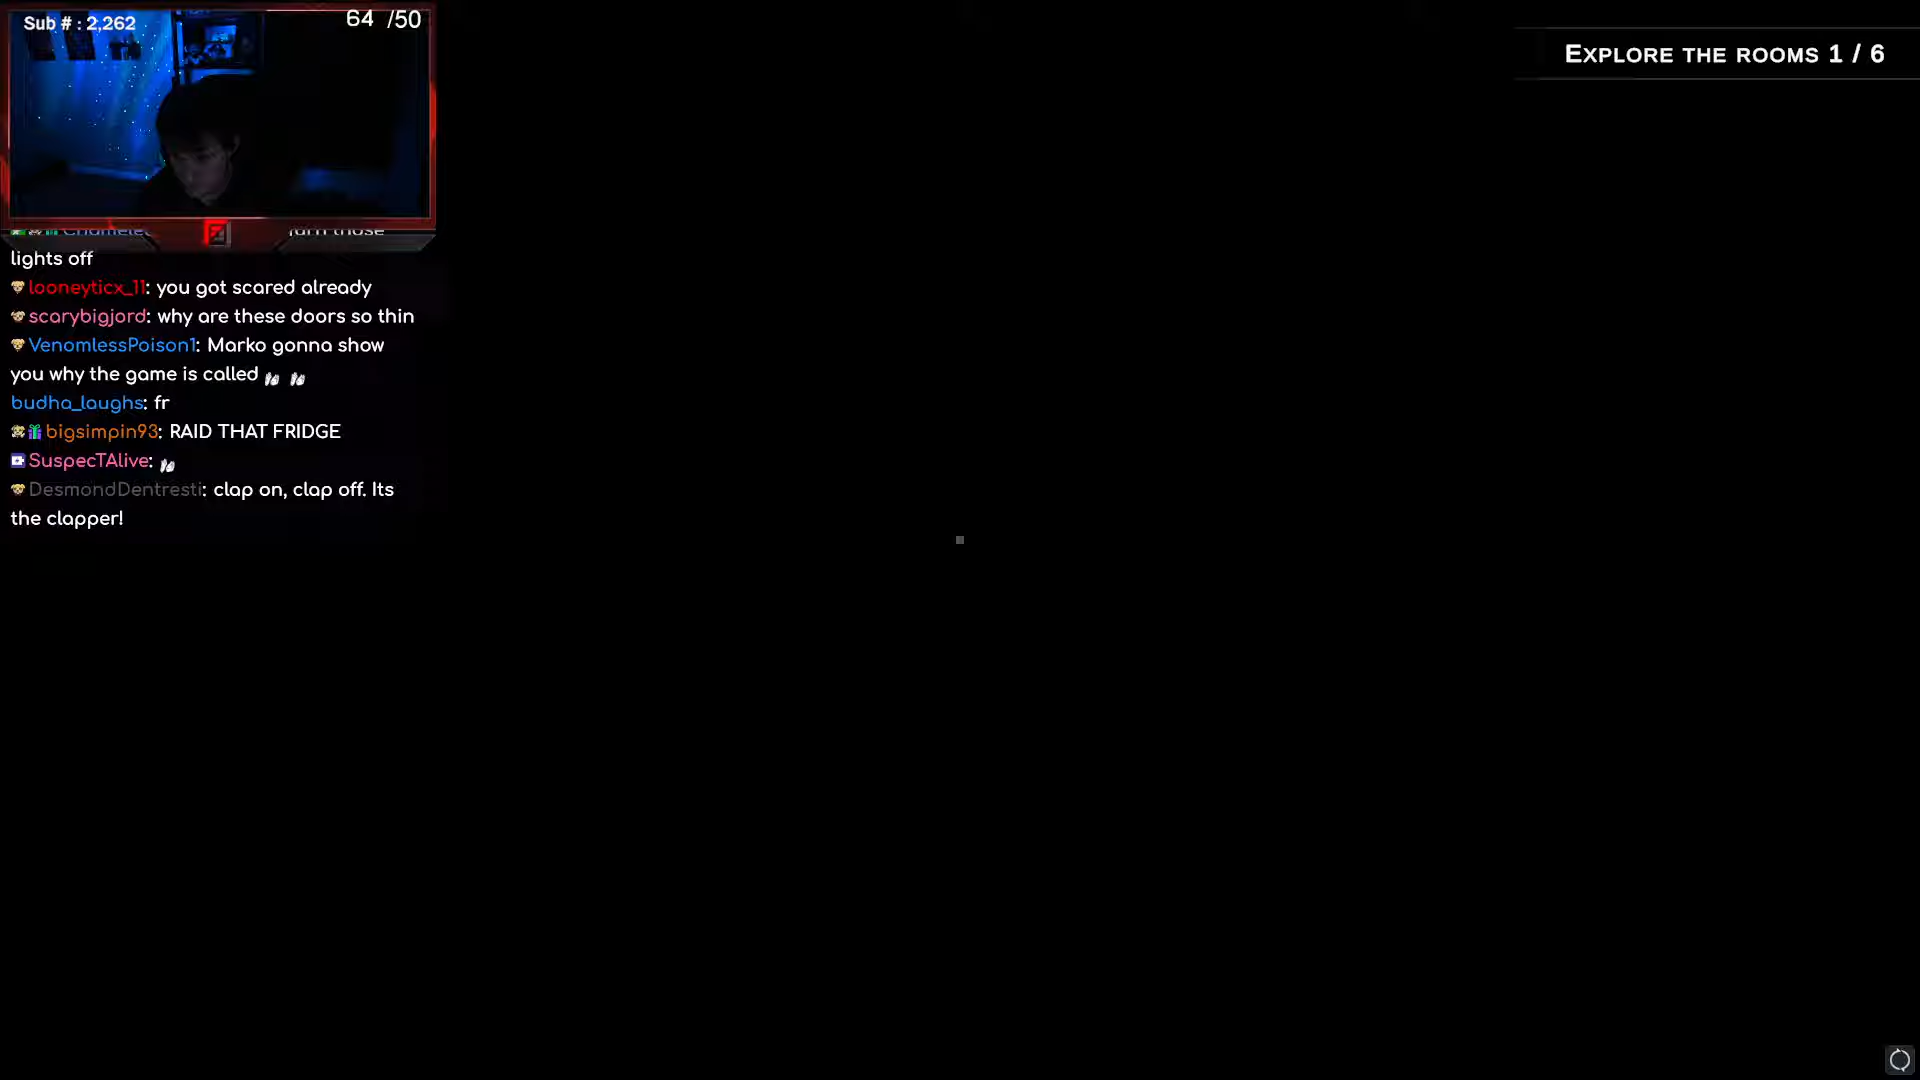 Sub # : 2,262
64 /50
EXPLORE THE ROOMS 1 / 6
lights off
looneyticx_11: you got scared already
scarybigjord: why are these doors so thin
VenomlessPoison1: Marko gonna show
you why the game is called
budha_laughs: fr
bigsimpin93: RAID THAT FRIDGE
SuspecTAlive:
DesmondDentresti: clap on, clap off. Its
the clapper!